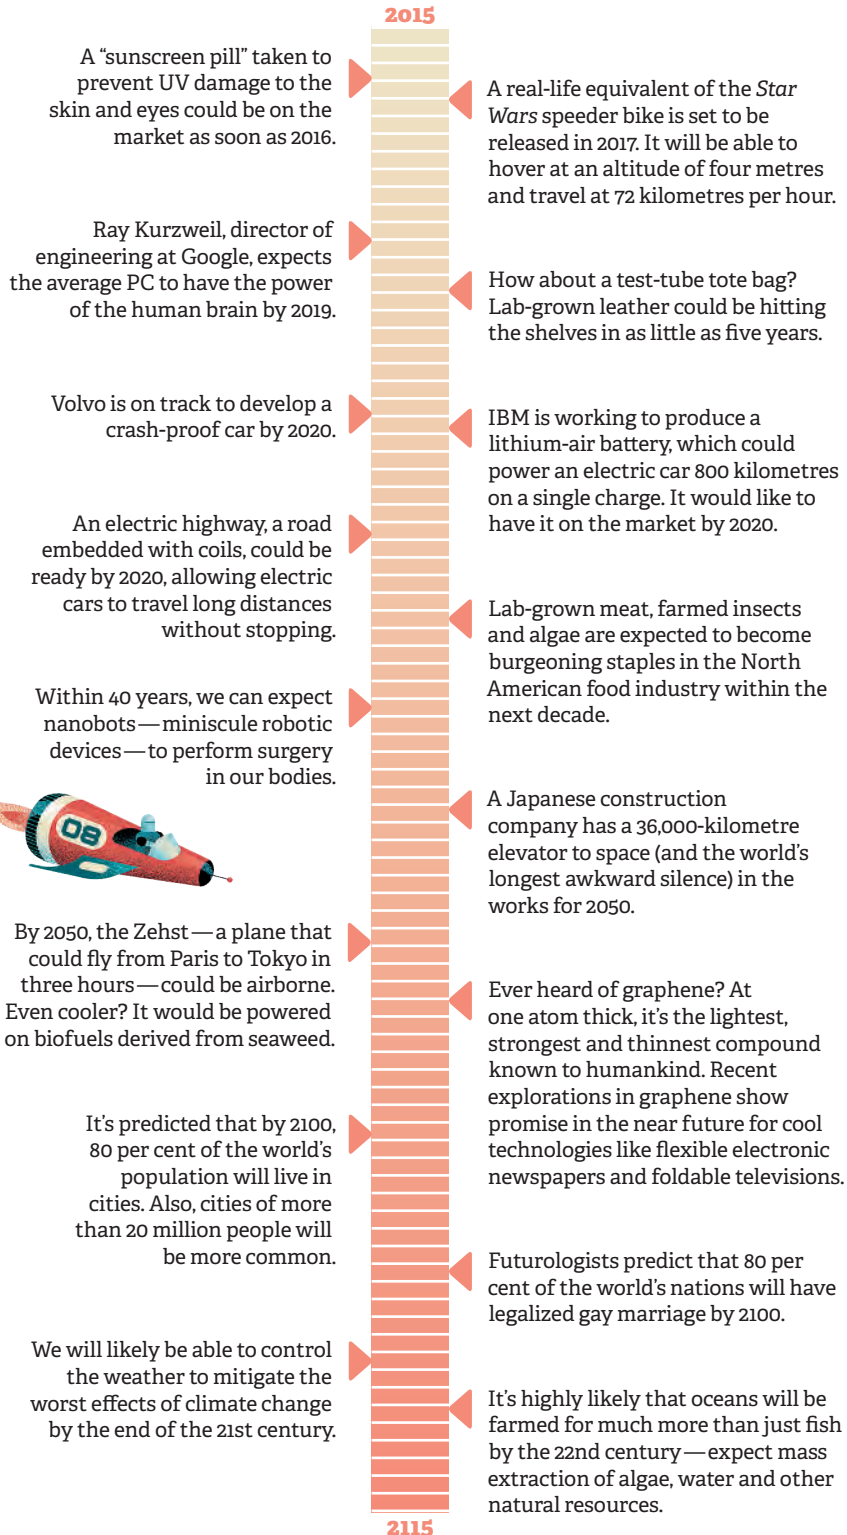 2015
A “sunscreen pill” taken to
prevent UV damage to the
skin and eyes could be on the
market as soon as 2016.
A real-life equivalent of the Star
Wars speeder bike is set to be
released in 2017. It will be able to
hover at an altitude of four metres
and travel at 72 kilometres per hour.
Ray Kurzweil, director of
engineering at Google, expects
the average PC to have the power
of the human brain by 2019.
How about a test-tube tote bag?
Lab-grown leather could be hitting
the shelves in as little as five years.
Volvo is on track to develop a
crash-proof car by 2020.
IBM is working to produce a
lithium-air battery, which could
power an electric car 800 kilometres
on a single charge. It would like to
have it on the market by 2020.
An electric highway, a road
embedded with coils, could be
ready by 2020, allowing electric
cars to travel long distances
without stopping.
Lab-grown meat, farmed insects
and algae are expected to become
burgeoning staples in the North
American food industry within the
next decade.
Within 40 years, we can expect
nanobots—miniscule robotic
devices—to perform surgery
in our bodies.
08
A Japanese construction
company has a 36,000-kilometre
elevator to space (and the world’s
longest awkward silence) in the
works for 2050.
By 2050, the Zehst—a plane that
could fly from Paris to Tokyo in
three hours—could be airborne.
Even cooler? It would be powered
on biofuels derived from seaweed.
Ever heard of graphene? At
one atom thick, it’s the lightest,
strongest and thinnest compound
known to humankind. Recent
explorations in graphene show
promise in the near future for cool
technologies like flexible electronic
newspapers and foldable televisions.
It’s predicted that by 2100,
80 per cent of the world’s
population will live in
cities. Also, cities of more
than 20 million people will
be more common.
Futurologists predict that 80 per
cent of the world’s nations will have
legalized gay marriage by 2100.
We will likely be able to control
the weather to mitigate the
worst effects of climate change
by the end of the 21st century.
It’s highly likely that oceans will be
farmed for much more than just fish
by the 22nd century—expect mass
extraction of algae, water and other
natural resources.
2115